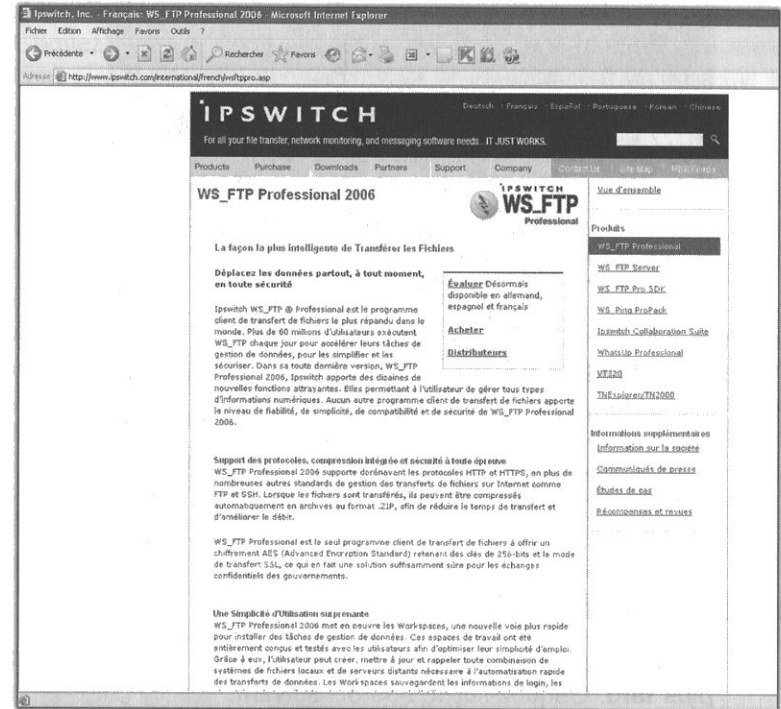 Ipswitch, Inc. - Français: WS_FTP Professional 2006 - Microsoft Internet Explorer
Fichier Edition Affichage Favoris Outils ?
Précédente Rechercher Favoris
Adresse http://www.ipswitch.com/international/french/wsftppro.asp
Deutsch Français Español Portuguese Korean Chinese
IPSWITCH
For all your file transfer, network monitoring, and messaging software needs...IT JUST WORKS.
Products Purchase Downloads Partners Support Company Contact Us Site Map RSS Feeds
WS_FTP Professional 2006
IPSWITCH
WS_FTP
Professional
La façon la plus intelligente de Transférer les Fichiers
Déplacez les données partout, à tout moment,
en toute sécurité
Ipswitch WS_FTP ® Professional est le programme
client de transfert de fichiers le plus répandu dans le
monde. Plus de 60 millions d'utilisateurs exécutent
WS_FTP chaque jour pour accélérer leurs tâches de
gestion de données, pour les simplifier et les
sécuriser. Dans sa toute dernière version, WS_FTP
Professional 2006, Ipswitch apporte des dizaines de
nouvelles fonctions attrayantes. Elles permettant à l'utilisateur de gérer tous types
d'informations numériques. Aucun autre programme client de transfert de fichiers apporte
le niveau de fiabilité, de simplicité, de compatibilité et de sécurité de WS_FTP Professional
2006.
Évaluer Désormais
disponible en allemand,
espagnol et français
Acheter
Distributeurs
Support des protocoles, compression intégrée et sécurité à toute épreuve
WS_FTP Professional 2006 supporte dorénavant les protocoles HTTP et HTTPS, en plus de
nombreuses autres standards de gestion des transferts de fichiers sur Internet comme
FTP et SSH. Lorsque les fichiers sont transférés, ils peuvent être compressés
automatiquement en archives au format .ZIP, afin de réduire le temps de transfert et
d'améliorer le débit.
WS_FTP Professional est le seul programme client de transfert de fichiers à offrir un
chiffrement AES (Advanced Encryption Standard) retenant des clés de 256-bits et le mode
de transfert SSL, ce qui en fait une solution suffisamment sûre pour les échanges
confidentiels des gouvernements.
Une Simplicité d'Utilisation surprenante
WS_FTP Professional 2006 met en oeuvre les Workspaces, une nouvelle voie plus rapide
pour installer des tâches de gestion de données. Ces espaces de travail ont été
entièrement conçus et testés avec les utilisateurs afin d'optimiser leur simplicité d'emploi.
Grâce à eux, l'utilisateur peut créer, mettre à jour et rappeler toute combinaison de
systèmes de fichiers locaux et de serveurs distants nécessaire à l'automatisation rapide
des transferts de données. Les Workspaces sauvegardent les informations de login, les
Vue d'ensemble
Produits
WS_FTP Professional
WS_FTP Server
WS_FTP Pro SDK
WS_Ping ProPack
Ipswitch Collaboration Suite
WhatsUp Professional
VT320
TNExplorer/TN2000
Informations supplémentaires
Information sur la société
Communiqués de presse
Études de cas
Récompenses et revues